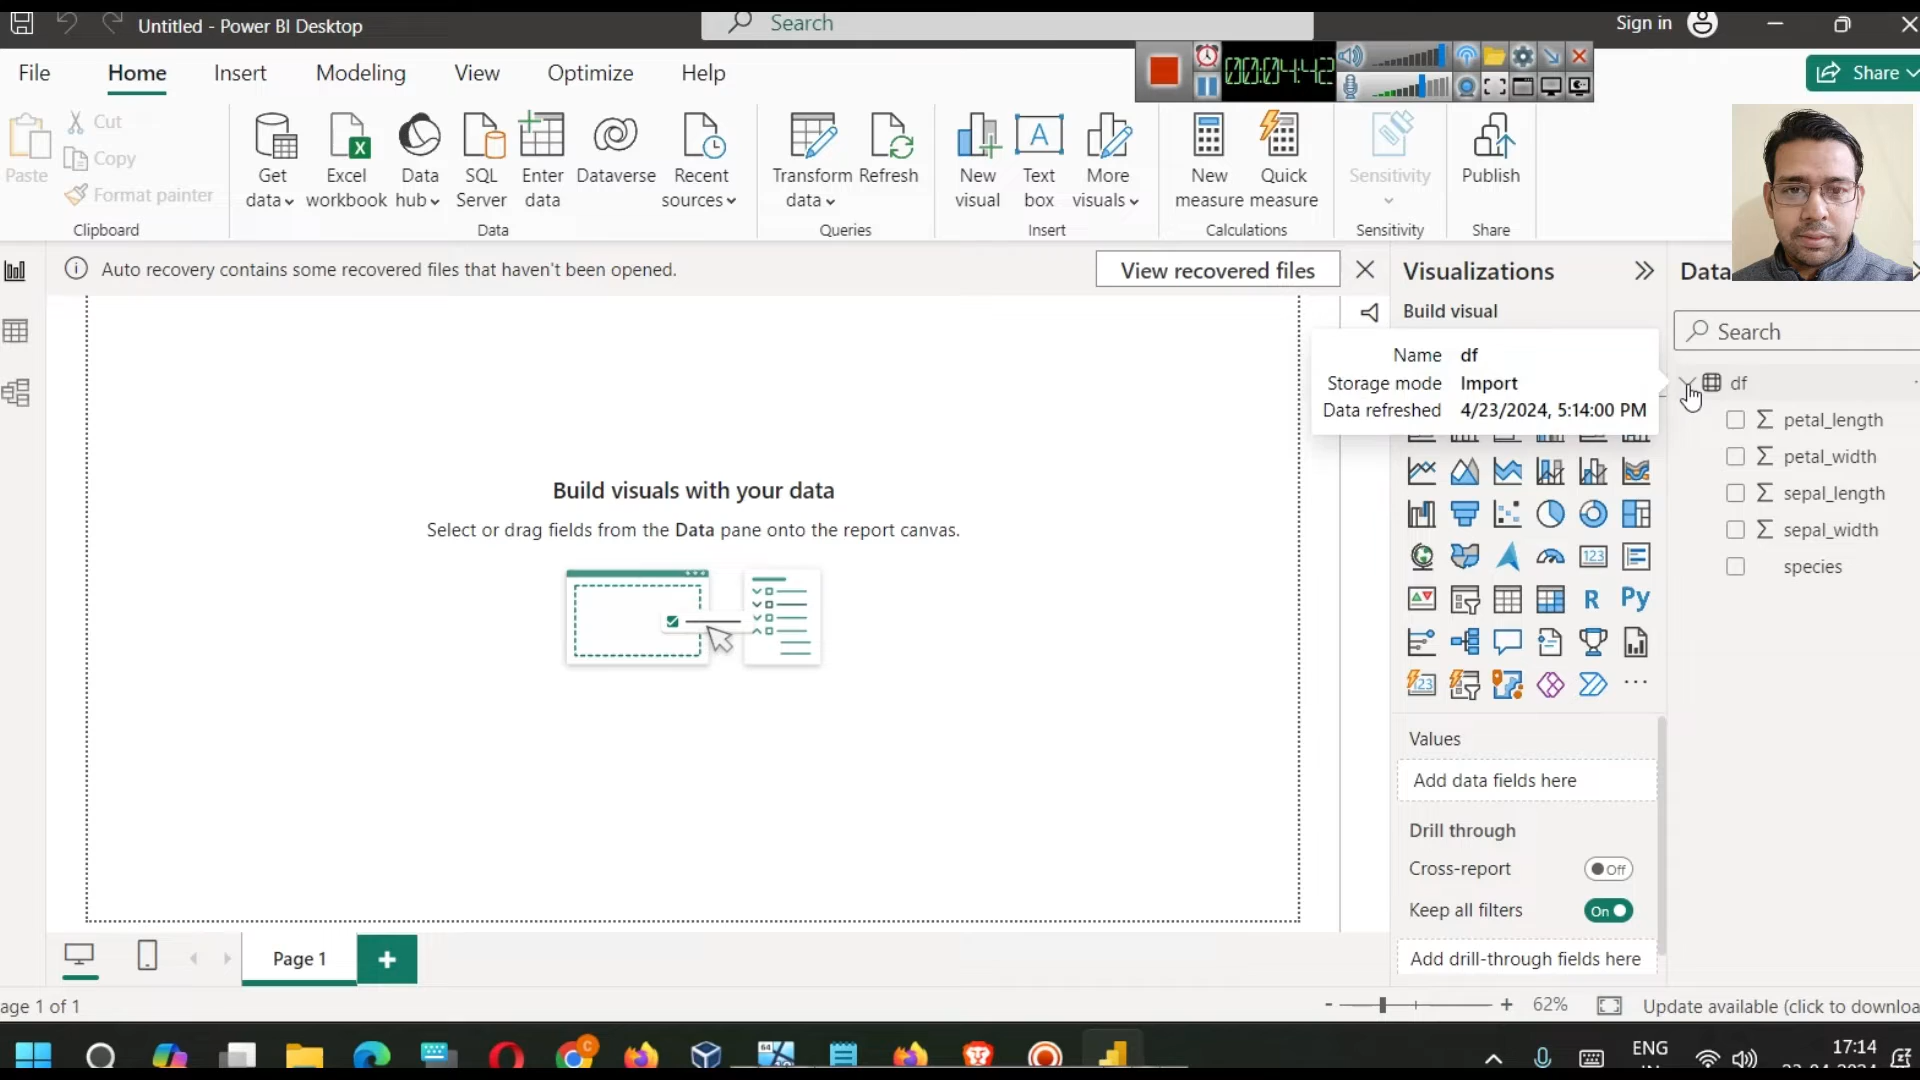 Untitled - Power BI Desktop
Search
Sign in
File
Home
Insert
Modeling
View
Optimize
Help
00:04:42
Share
Paste
Cut
Copy
Format painter
Clipboard
Get data
Excel workbook
Data hub
SQL Server
Enter data
Dataverse
Recent sources
Data
Transform data
Refresh
Queries
New visual
Text box
More visuals
Insert
New measure
Quick measure
Calculations
Sensitivity
Sensitivity
Publish
Share
Auto recovery contains some recovered files that haven't been opened.
View recovered files
Visualizations
Data
Build visual
Search
Name df
Storage mode Import
Data refreshed 4/23/2024, 5:14:00 PM
df
petal_length
petal_width
sepal_length
sepal_width
species
Build visuals with your data
Select or drag fields from the Data pane onto the report canvas.
123
R
Py
123
Values
Add data fields here
Drill through
Cross-report
Off
Keep all filters
On
Add drill-through fields here
Page 1
age 1 of 1
62%
Update available (click to downloa
64
C
ENG
17:14